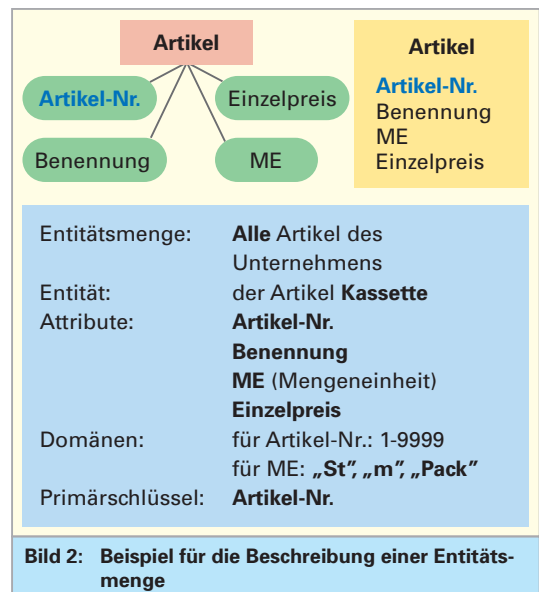 Artikel
Artikel-Nr.
Einzelpreis
Benennung
ME
Artikel
Artikel-Nr.
Benennung
ME
Einzelpreis
Entitätsmenge: Alle Artikel des
Unternehmens
Entität: der Artikel Kassette
Attribute: Artikel-Nr.
Benennung
ME (Mengeneinheit)
Einzelpreis
Domänen: für Artikel-Nr.: 1-9999
für ME: „St”, „m”, „Pack”
Primärschlüssel: Artikel-Nr.
Bild 2: Beispiel für die Beschreibung einer Entitäts-
menge